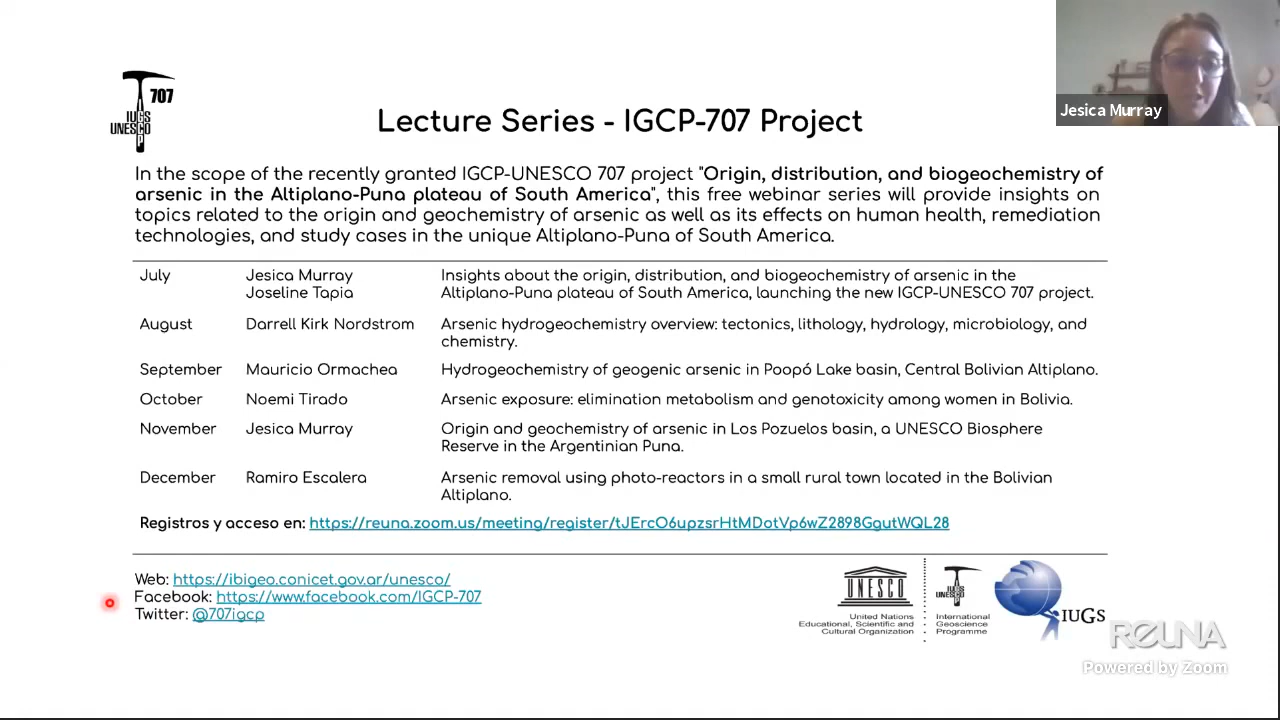 707
IUGS
UNESCO
Lecture Series - IGCP-707 Project
Jesica Murray
In the scope of the recently granted IGCP-UNESCO 707 project "Origin, distribution, and biogeochemistry of
arsenic in the Altiplano-Puna plateau of South America", this free webinar series will provide insights on
topics related to the origin and geochemistry of arsenic as well as its effects on human health, remediation
technologies, and study cases in the unique Altiplano-Puna of South America.
July Jesica Murray Insights about the origin, distribution, and biogeochemistry of arsenic in the
Joseline Tapia Altiplano-Puna plateau of South America, launching the new IGCP-UNESCO 707 project.
August Darrell Kirk Nordstrom Arsenic hydrogeochemistry overview: tectonics, lithology, hydrology, microbiology, and
chemistry.
September Mauricio Ormachea Hydrogeochemistry of geogenic arsenic in Poopó Lake basin, Central Bolivian Altiplano.
October Noemi Tirado Arsenic exposure: elimination metabolism and genotoxicity among women in Bolivia.
November Jesica Murray Origin and geochemistry of arsenic in Los Pozuelos basin, a UNESCO Biosphere
Reserve in the Argentinian Puna.
December Ramiro Escalera Arsenic removal using photo-reactors in a small rural town located in the Bolivian
Altiplano.
Registros y acceso en: https://reuna.zoom.us/meeting/register/tJErcO6upzsrHtMDotVp6wZ2898GgutWQL28
Web: https://ibigeo.conicet.gov.ar/unesco/
Facebook: https://www.facebook.com/IGCP-707
Twitter: @707igcp
UNESCO
United Nations
Educational, Scientific and
Cultural Organization
IUGS
UNESCO
International
Geoscience
Programme
IUGS
REUNA
Powered by Zoom